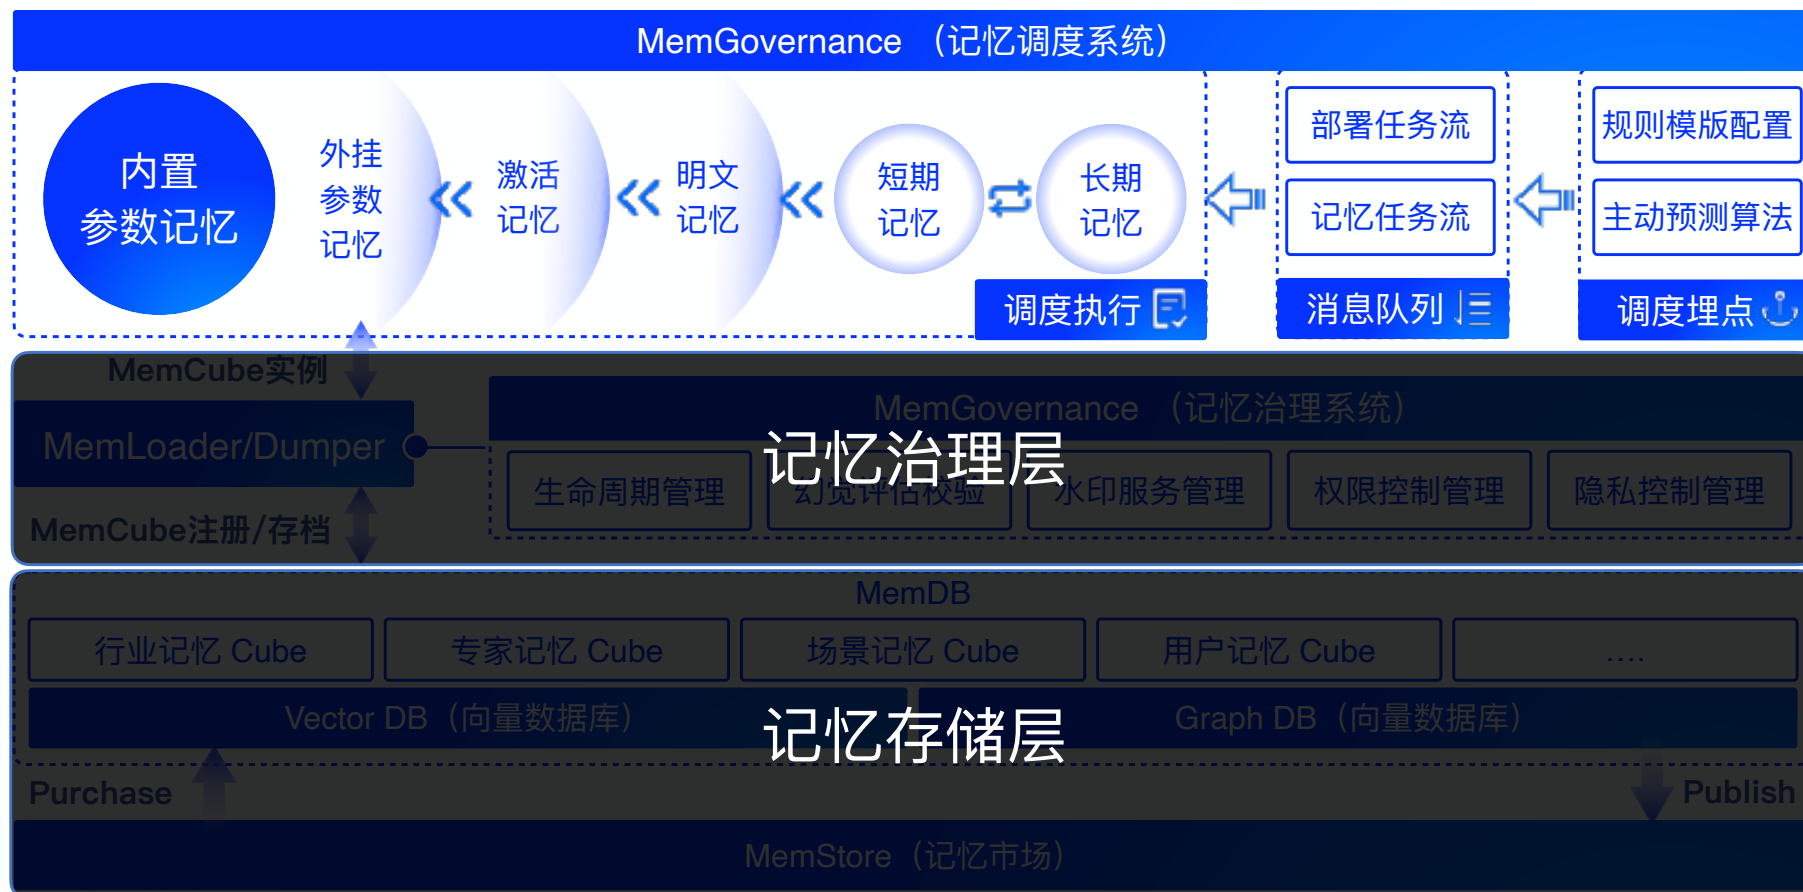 MemGovernance （记忆调度系统）
内置
参数记忆
外挂
参数
记忆
激活
记忆
明文
记忆
短期
记忆
长期
记忆
调度执行
部署任务流
记忆任务流
消息队列
规则模版配置
主动预测算法
调度埋点
MemCube实例
MemLoader/Dumper
MemCube注册/存档
MemGovernance （记忆治理系统）
记忆治理层
生命周期管理
幻觉评估校验
水印服务管理
权限控制管理
隐私控制管理
MemDB
行业记忆 Cube
专家记忆 Cube
场景记忆 Cube
用户记忆 Cube
....
Vector DB（向量数据库）
Graph DB（向量数据库）
记忆存储层
Purchase
Publish
MemStore（记忆市场）